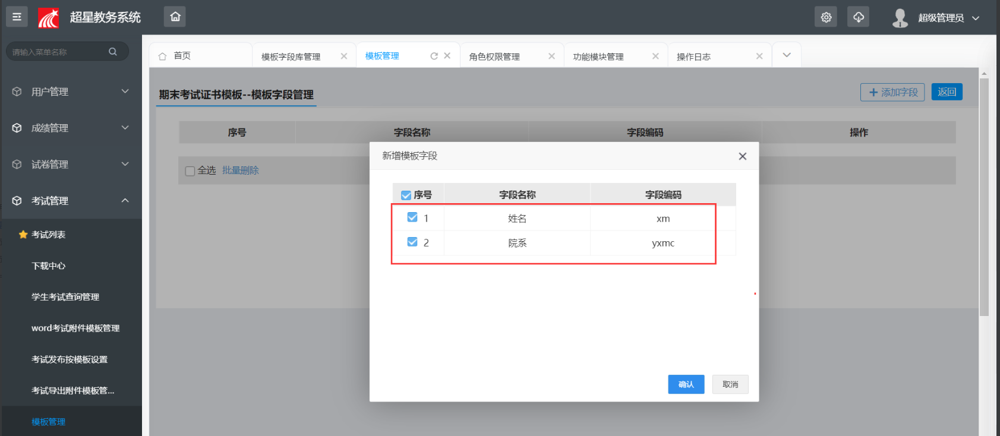 超星教务系统
超级管理员
请输入菜单名称
首页
模板字段库管理
模板管理
角色权限管理
功能模块管理
操作日志
用户管理
成绩管理
试卷管理
考试管理
考试列表
下载中心
学生考试查询管理
word考试附件模板管理
考试发布按模板设置
考试导出附件模板管...
模板管理
期末考试证书模板--模板字段管理
添加字段
返回
序号 字段名称 字段编码 操作
全选 批量删除
新增模板字段
序号 字段名称 字段编码
1 姓名 xm
2 院系 yxmc
确认 取消